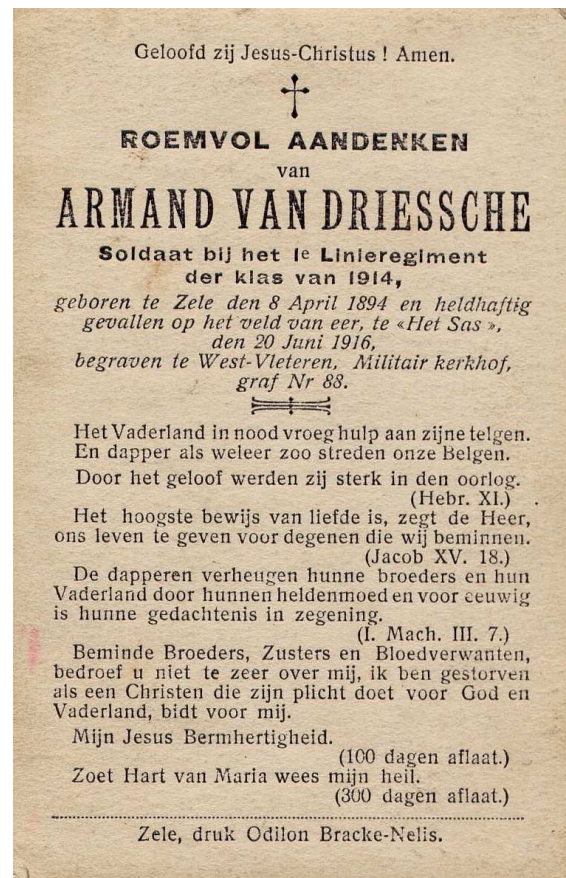 Geloofd zij Jesus-Christus ! Amen.
ROEMVOL AANDENKEN
van
ARMAND VAN DRIESSCHE
Soldaat bij het 1e Linieregiment
der klas van 1914,
geboren te Zele den 8 April 1894 en heldhaftig
gevallen op het veld van eer, te «Het Sas »,
den 20 Juni 1916,
begraven te West-Vleteren, Militair kerkhof,
graf Nr 88.
Het Vaderland in nood vroeg hulp aan zijne telgen.
En dapper als weleer zoo streden onze Belgen.
Door het geloof werden zij sterk in den oorlog.
(Hebr. XI.)
Het hoogste bewijs van liefde is, zegt de Heer,
ons leven te geven voor degenen die wij beminnen.
(Jacob XV. 18.)
De dapperen verheugen hunne broeders en hun
Vaderland door hunnen heldenmoed en voor eeuwig
is hunne gedachtenis in zegening.
(I. Mach. III. 7.)
Beminde Broeders, Zusters en Bloedverwanten,
bedroef u niet te zeer over mij, ik ben gestorven
als een Christen die zijn plicht doet voor God en
Vaderland, bidt voor mij.
Mijn Jesus Bermhertigheid.
(100 dagen aflaat.)
Zoet Hart van Maria wees mijn heil.
(300 dagen aflaat.)
Zele, druk Odilon Bracke-Nelis.